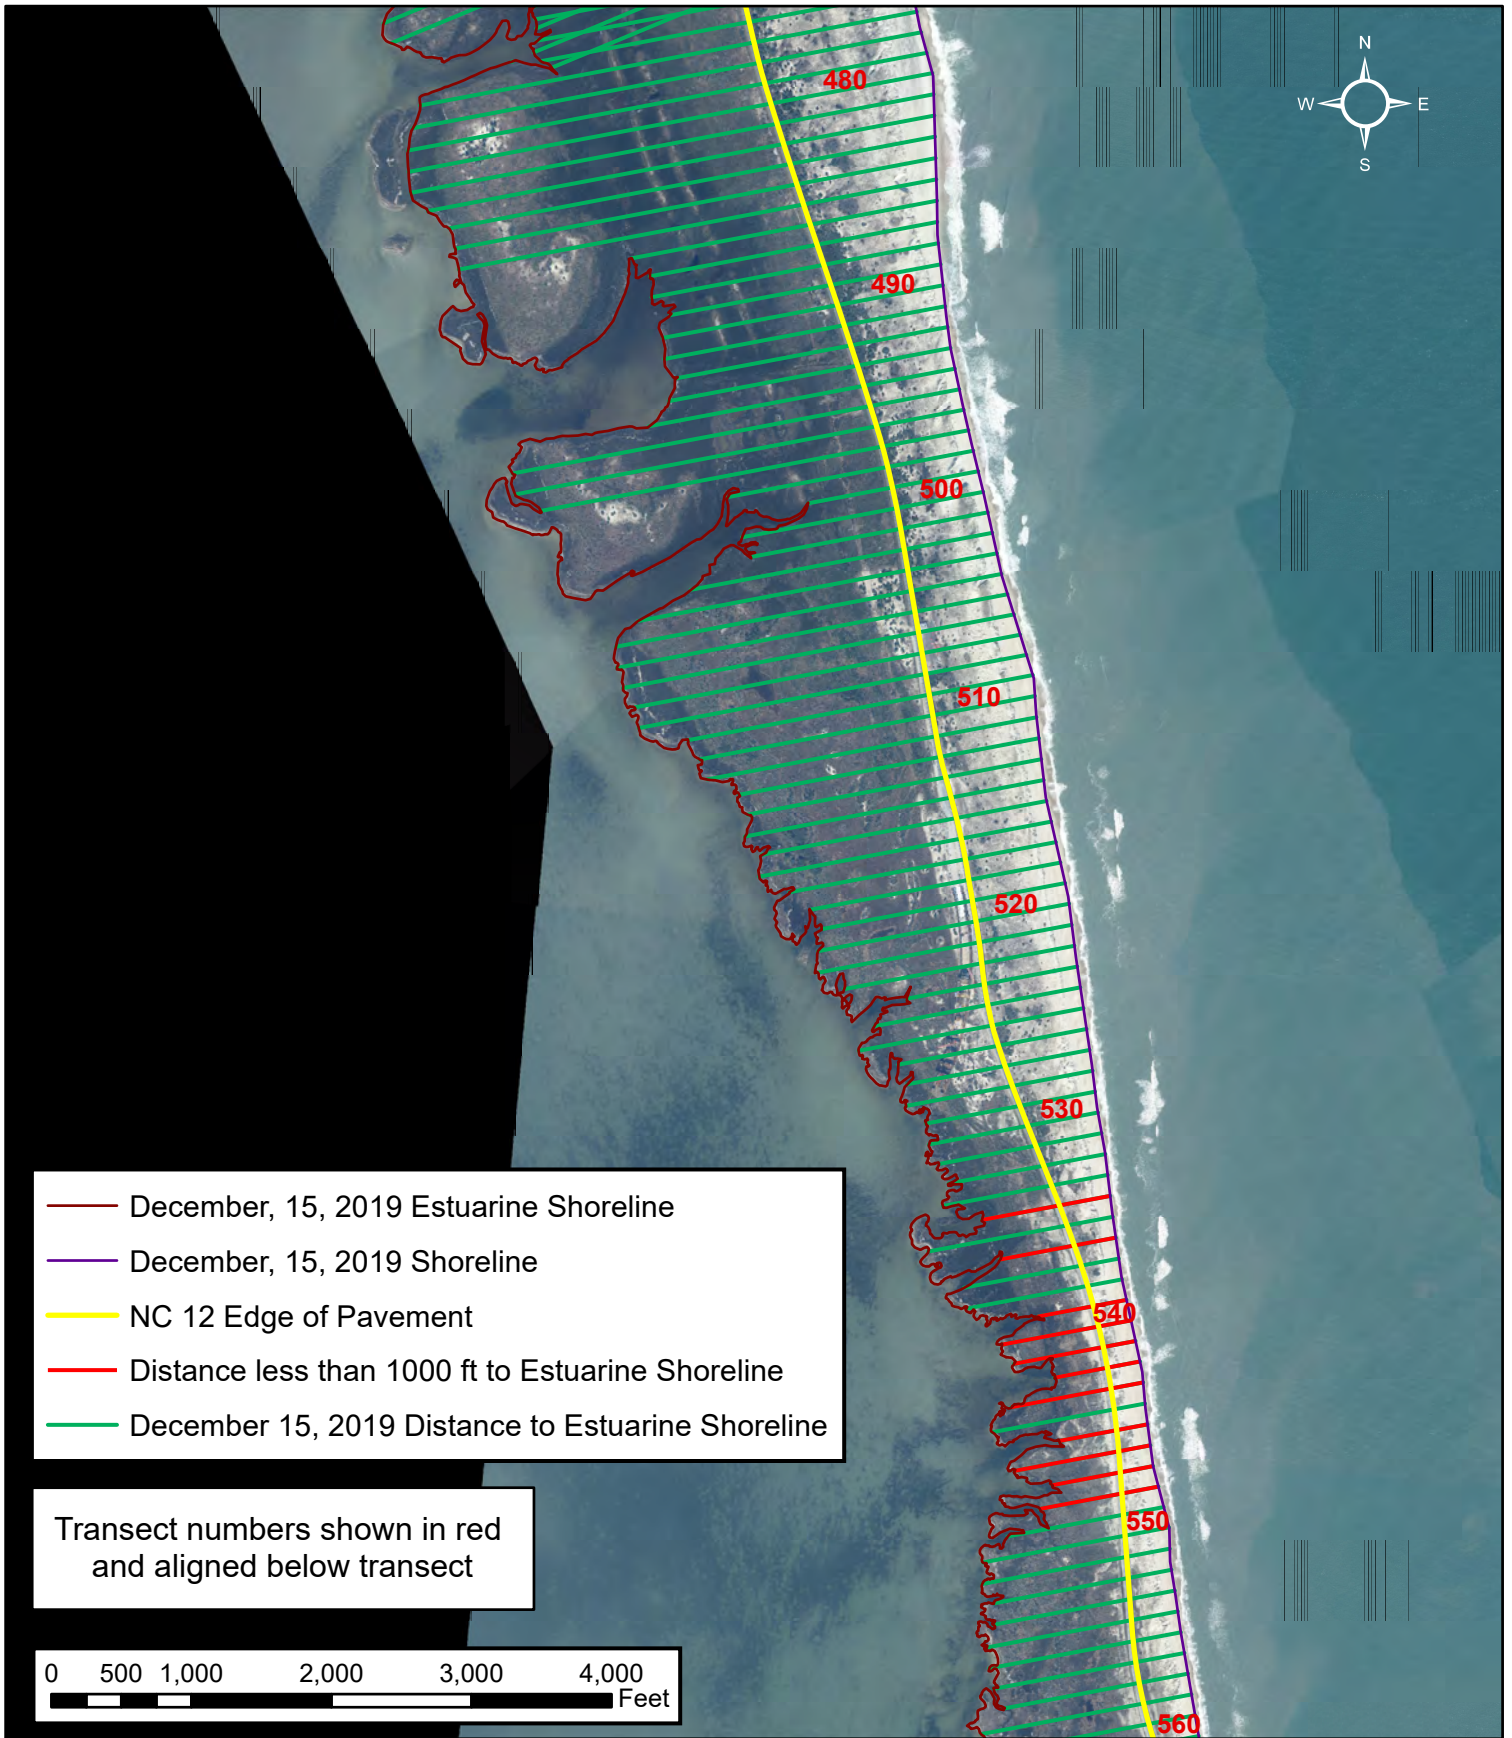 N
W E
S
480
490
500
510
520
530
540
550
560
December, 15, 2019 Estuarine Shoreline
December, 15, 2019 Shoreline
NC 12 Edge of Pavement
Distance less than 1000 ft to Estuarine Shoreline
December 15, 2019 Distance to Estuarine Shoreline
Transect numbers shown in red
and aligned below transect
0 500 1,000 2,000 3,000 4,000
Feet